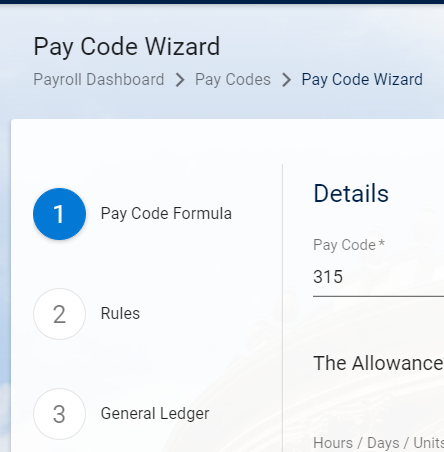 Pay Code Wizard
Payroll Dashboard > Pay Codes > Pay Code Wizard
1 Pay Code Formula
2 Rules
3 General Ledger
Details
Pay Code *
315
The Allowance
Hours / Days / Units